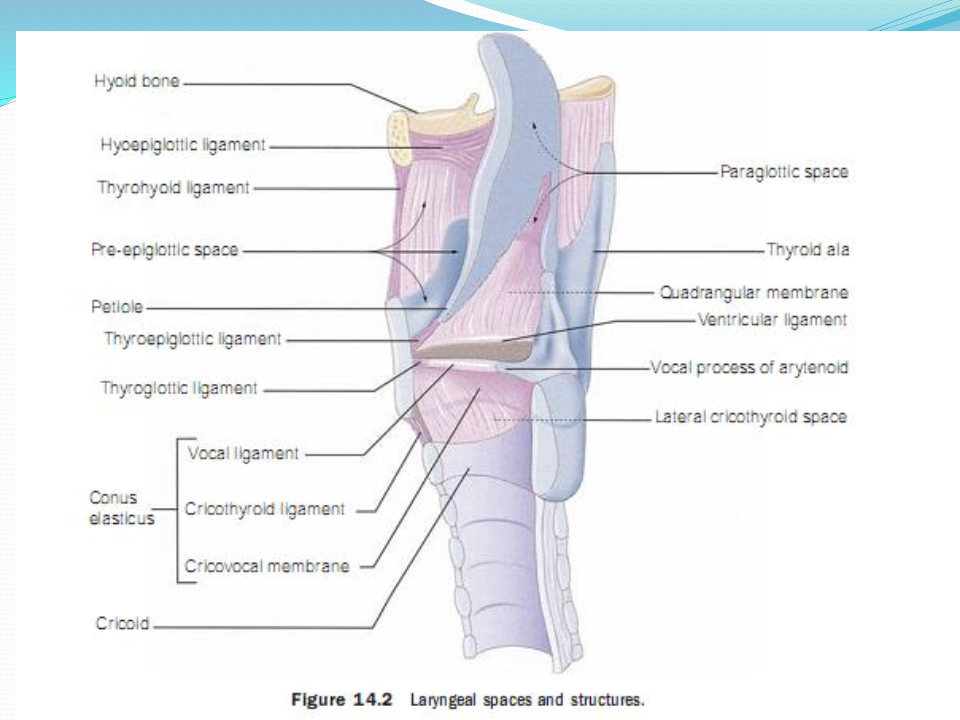 Hyoid bone
Hyoepiglottic ligament
Thyrohyoid ligament
Pre-epiglottic space
Petiole
Thyroepiglottic ligament
Thyroglottic ligament
Vocal ligament
Conus
elasticus
Cricothyroid ligament
Cricovocal membrane
Cricoid
Paraglottic space
Thyroid ala
Quadrangular membrane
Ventricular ligament
Vocal process of arytenoid
Lateral cricothyroid space
Figure 14.2 Laryngeal spaces and structures.